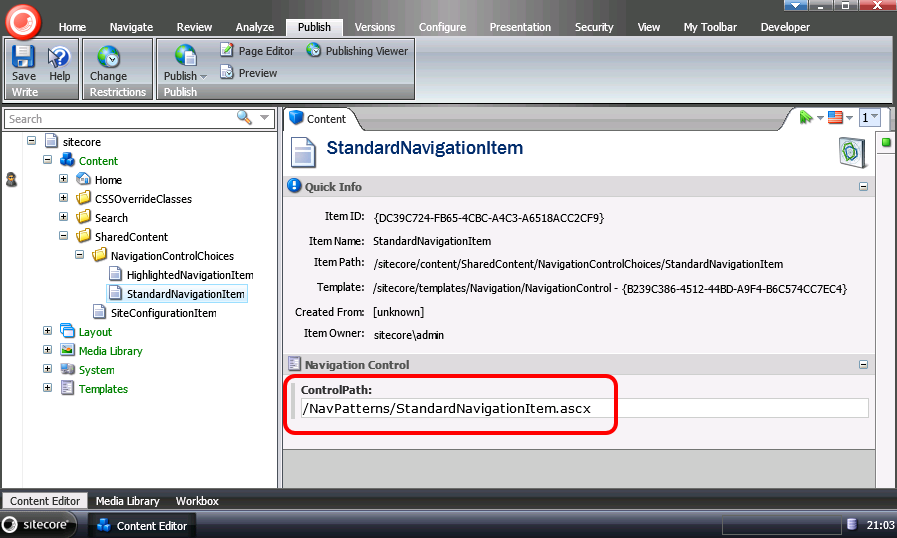 Home Navigate Review Analyze Publish Versions Configure Presentation Security View My Toolbar Developer
Save Help Change Publish Page Editor Publishing Viewer
Preview
Write Restrictions Publish
Search
Content
1
sitecore
Content
Home
CSSOverrideClasses
Search
SharedContent
NavigationControlChoices
HighlightedNavigationItem
StandardNavigationItem
SiteConfigurationItem
Layout
Media Library
System
Templates
StandardNavigationItem
Quick Info
Item ID: {DC39C724-FB65-4CBC-A4C3-A6518ACC2CF9}
Item Name: StandardNavigationItem
Item Path: /sitecore/content/SharedContent/NavigationControlChoices/StandardNavigationItem
Template: /sitecore/templates/Navigation/NavigationControl - {B239C386-4512-44BD-A9F4-B6C574CC7EC4}
Created From: [unknown]
Item Owner: sitecore\admin
Navigation Control
ControlPath:
/NavPatterns/StandardNavigationItem.ascx
Content Editor Media Library Workbox
sitecore Content Editor 21:03